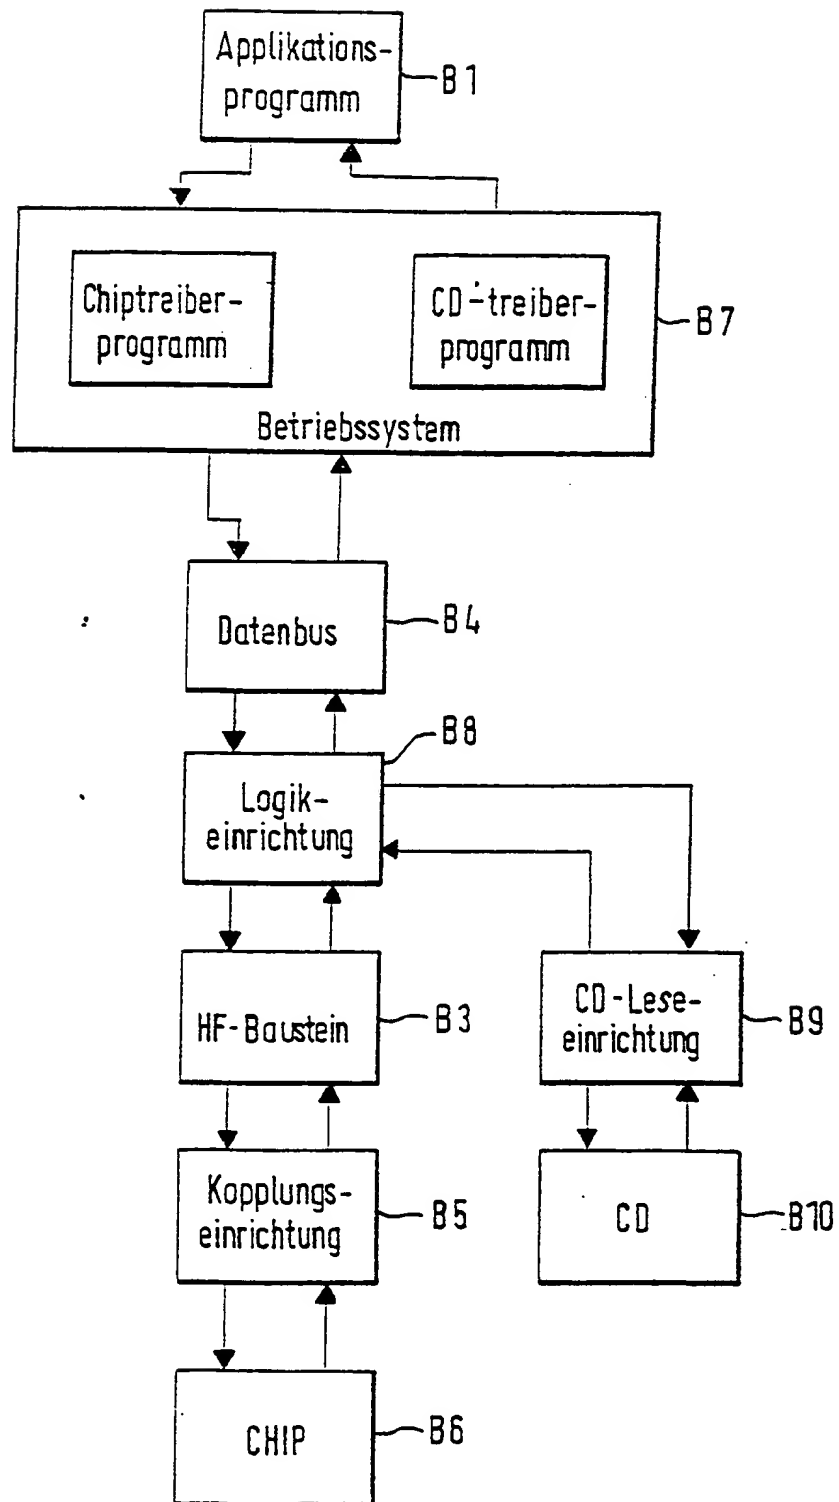 Applikations-
programm
B1
Chiptreiber-
programm
CD-treiber-
programm
B7
Betriebssystem
Datenbus
B4
B8
Logik-
einrichtung
HF-Baustein
B3
CD-Lese-
einrichtung
B9
Kopplungs-
einrichtung
B5
CD
B10
CHIP
B6